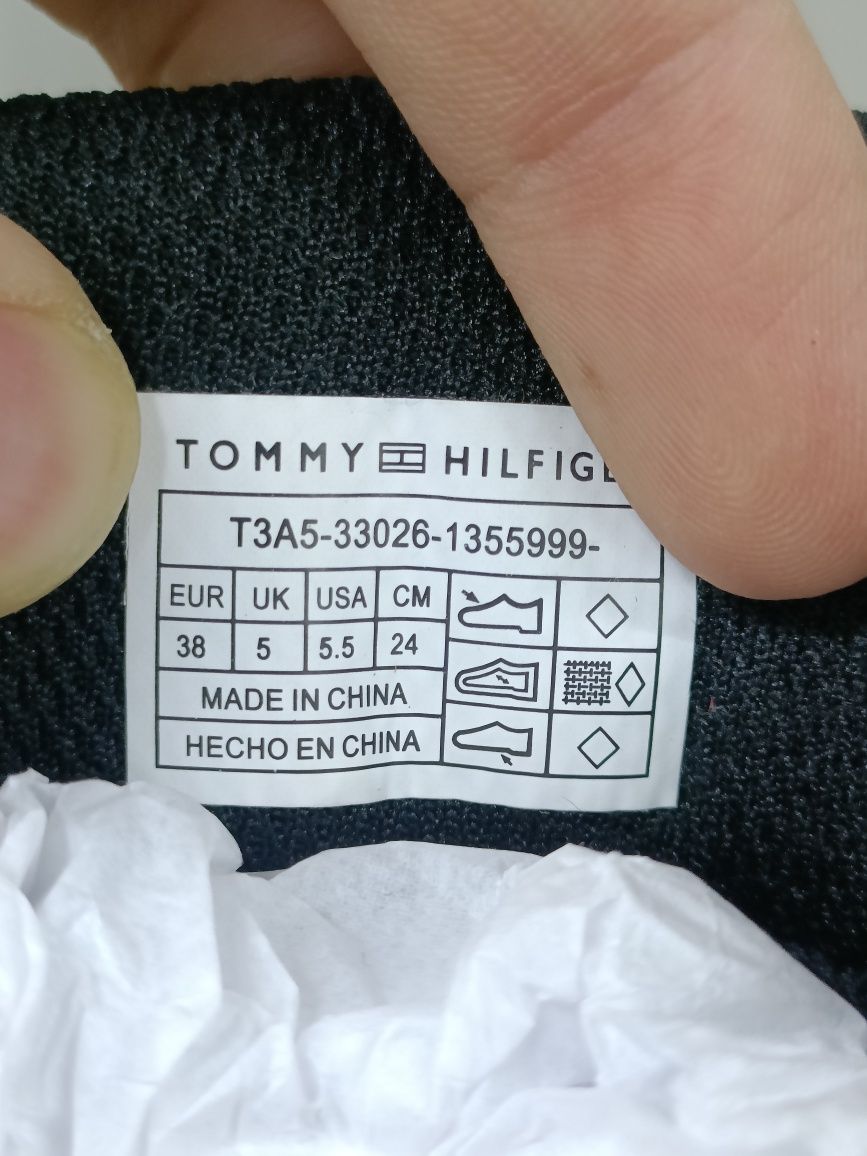 TOMMY HILFIGE
T3A5-33026-1355999-
EUR UK USA CM
38 5 5.5 24
MADE IN CHINA
HECHO EN CHINA